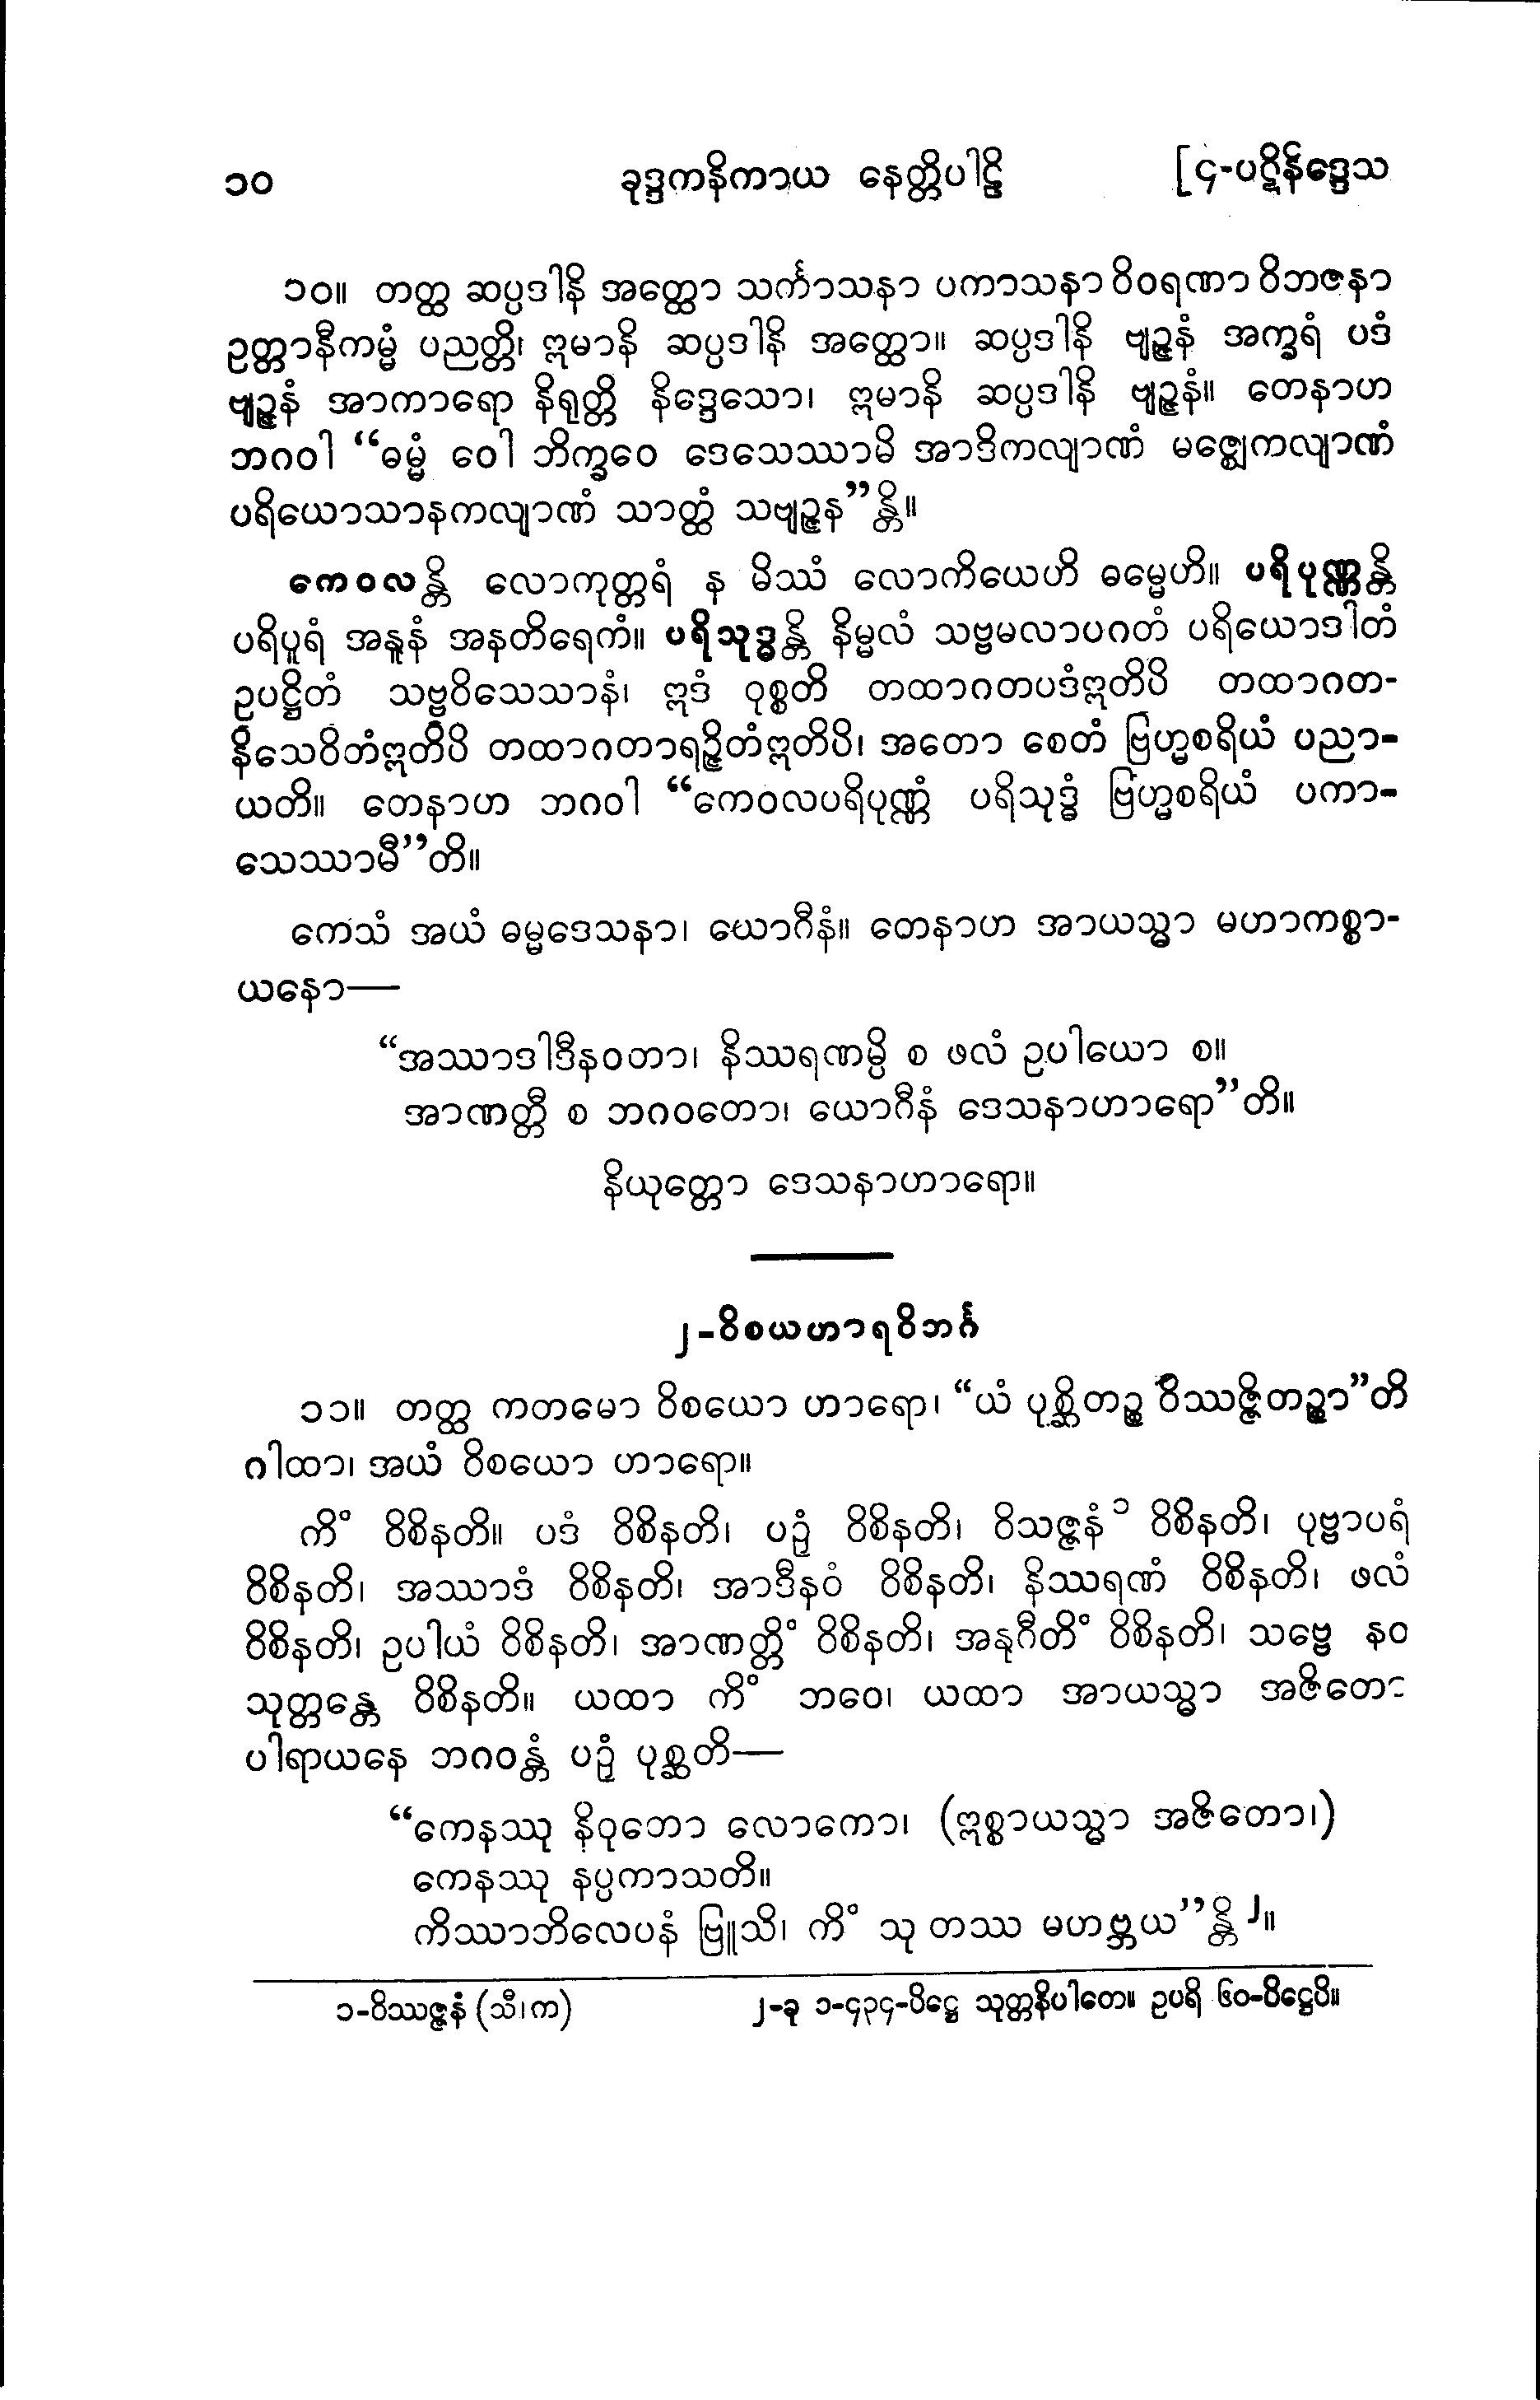 ၁၀ ခုဒ္ဒကနိကာယ နေတ္တိပါဠိ [၄-ပဋိနိဒ္ဒေသ
၁၀။ တတ္ထ ဆပ္ပဒါနိ အတ္ထော သင်္ကာသနာ ပကာသနာ ဝိဝရဏာ ဝိဘဇနာ
ဥတ္တာနီကမ္မံ ပညတ္တိ၊ ဣမာနိ ဆပ္ပဒါနိ အတ္ထော။ ဆပ္ပဒါနိ ဗျဉ္ဇနံ အက္ခရံ ပဒံ
ဗျဉ္ဇနံ အာကာရော နိရုတ္တိ နိဒ္ဒေသော၊ ဣမာနိ ဆပ္ပဒါနိ ဗျဉ္ဇနံ။ တေနာဟ
ဘဂဝါ “ဓမ္မံ ဝေါ ဘိက္ခဝေ ဒေသေဿာမိ အာဒိကလျာဏံ မဇ္ဈေကလျာဏံ
ပရိယောသာနကလျာဏံ သာတ္ထံ သဗျဉ္ဇန”န္တိ။
ကေဝလန္တိ လောကုတ္တရံ န မိဿံ လောကိယေဟိ ဓမ္မေဟိ။ ပရိပုဏ္ဏန္တိ
ပရိပူရံ အနူနံ အနတိရေကံ။ ပရိသုဒ္ဓန္တိ နိမ္မလံ သဗ္ဗမလာပဂတံ ပရိယောဒါတံ
ဥပဋ္ဌိတံ သဗ္ဗဝိသေသာနံ၊ ဣဒံ ဝုစ္စတိ တထာဂတပဒံဣတိပိ တထာဂတ-
နိသေဝိတံဣတိပိ တထာဂတာရဉ္ဇိတံဣတိပိ၊ အတော စေတံ ဗြဟ္မစရိယံ ပညာ-
ယတိ။ တေနာဟ ဘဂဝါ “ကေဝလပရိပုဏ္ဏံ ပရိသုဒ္ဓံ ဗြဟ္မစရိယံ ပကာ-
သေဿာမီ”တိ။
ကေသံ အယံ ဓမ္မဒေသနာ၊ ယောဂီနံ။ တေနာဟ အာယသ္မာ မဟာကစ္စာ-
ယနော—
“အဿာဒါဒီနဝတာ၊ နိဿရဏမ္ပိ စ ဖလံ ဥပါယော စ။
အာဏတ္တီ စ ဘဂဝတော၊ ယောဂီနံ ဒေသနာဟာရော”တိ။
နိယုတ္တော ဒေသနာဟာရော။
၂-ဝိစယဟာရဝိဘင်္ဂ
၁၁။ တတ္ထ ကတမော ဝိစယော ဟာရော၊ “ယံ ပုစ္ဆိတဉ္စ ဝိဿဇ္ဇိတဉ္စာ”တိ
ဂါထာ၊ အယံ ဝိစယော ဟာရော။
ကိံ ဝိစိနတိ။ ပဒံ ဝိစိနတိ၊ ပဉှံ ဝိစိနတိ၊ ဝိသဇ္ဇနံ ၁ ဝိစိနတိ၊ ပုဗ္ဗာပရံ
ဝိစိနတိ၊ အဿာဒံ ဝိစိနတိ၊ အာဒီနဝံ ဝိစိနတိ၊ နိဿရဏံ ဝိစိနတိ၊ ဖလံ
ဝိစိနတိ၊ ဥပါယံ ဝိစိနတိ၊ အာဏတ္တိံ ဝိစိနတိ၊ အနုဂီတိံ ဝိစိနတိ၊ သဗ္ဗေ နဝ
သုတ္တန္တေ ဝိစိနတိ။ ယထာ ကိံ ဘဝေ၊ ယထာ အာယသ္မာ အဇိတော
ပါရာယနေ ဘဂဝန္တံ ပဉှံ ပုစ္ဆတိ—
“ကေနဿု နိဝုတော လောကော၊ (ဣစ္စာယသ္မာ အဇိတော၊)
ကေနဿု နပ္ပကာသတိ။
ကိဿာဘိလေပနံ ဗြူသိ၊ ကိံ သု တဿ မဟဗ္ဘယ”န္တိ ၂။
၁-ဝိဿဇ္ဇနံ (သီ၊က) ၂-ခု ၁-၄၃၄-ပိဋ္ဌေ သုတ္တနိပါတေ။ ဥပရိ ၆၀-ပိဋ္ဌေပိ။